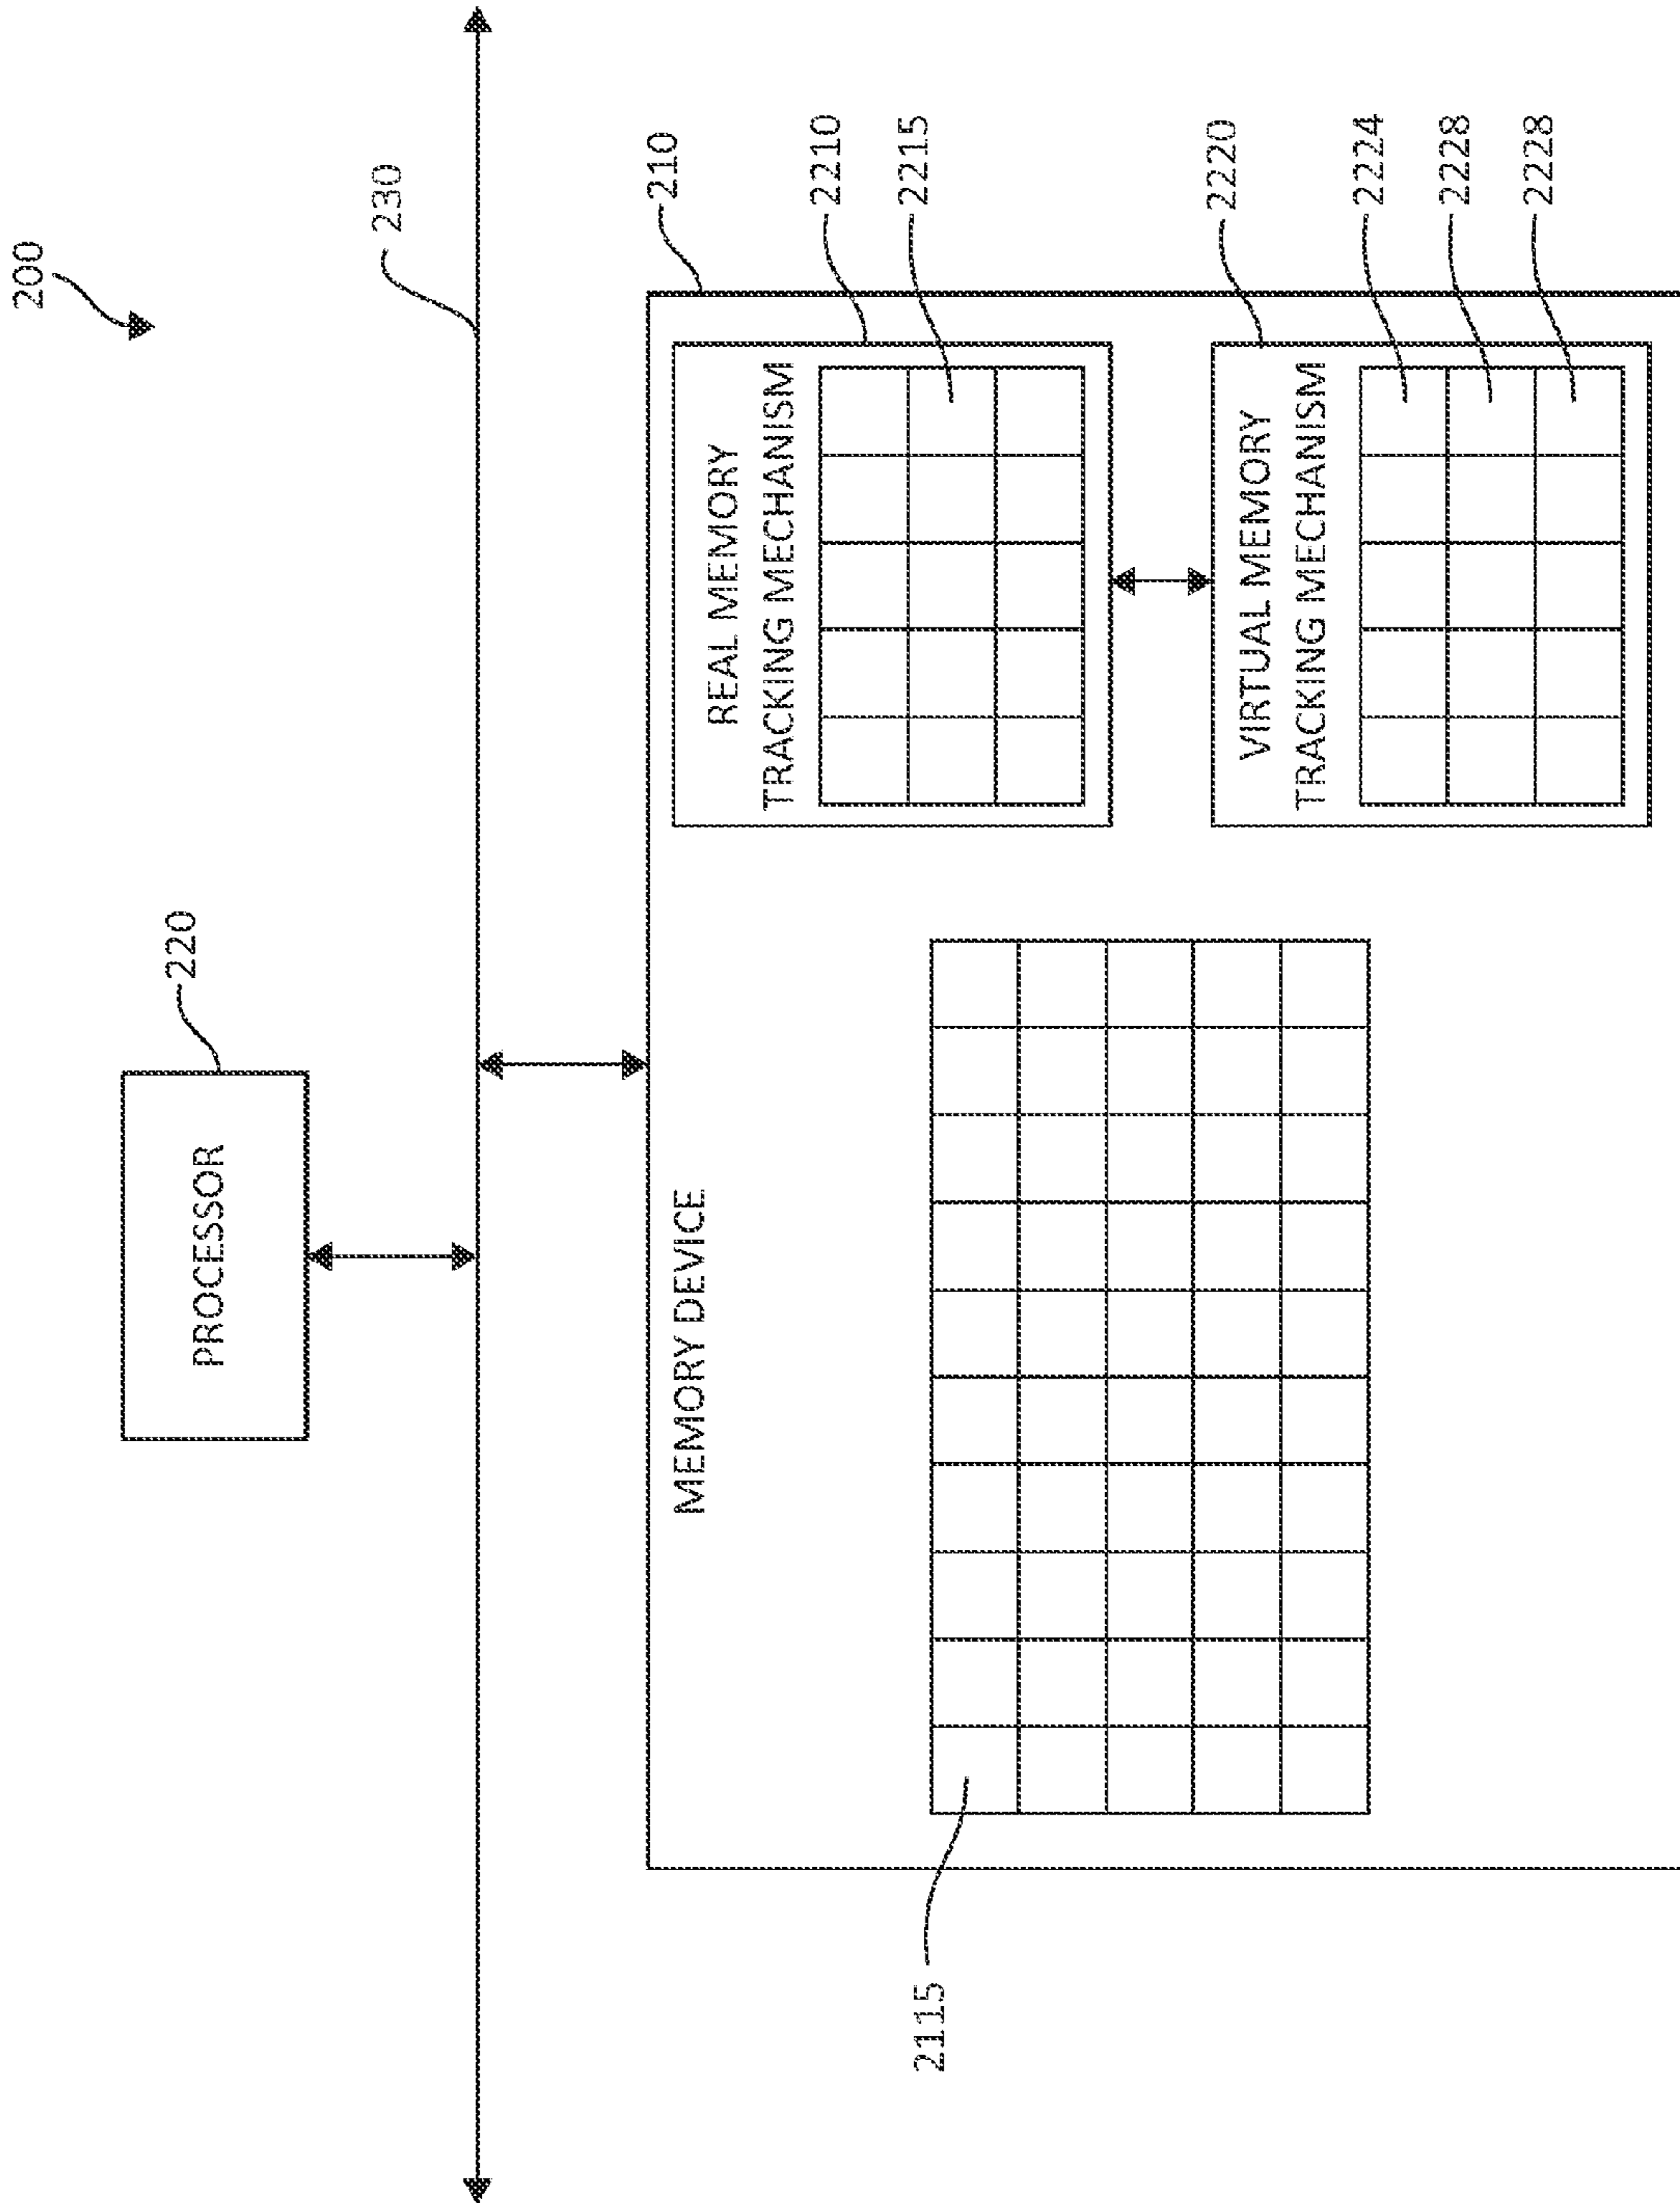 200
PROCESSOR
220
230
MEMORY DEVICE
210
REAL MEMORY
TRACKING MECHANISM
2210
2215
VIRTUAL MEMORY
TRACKING MECHANISM
2220
2224
2228
2228
2115